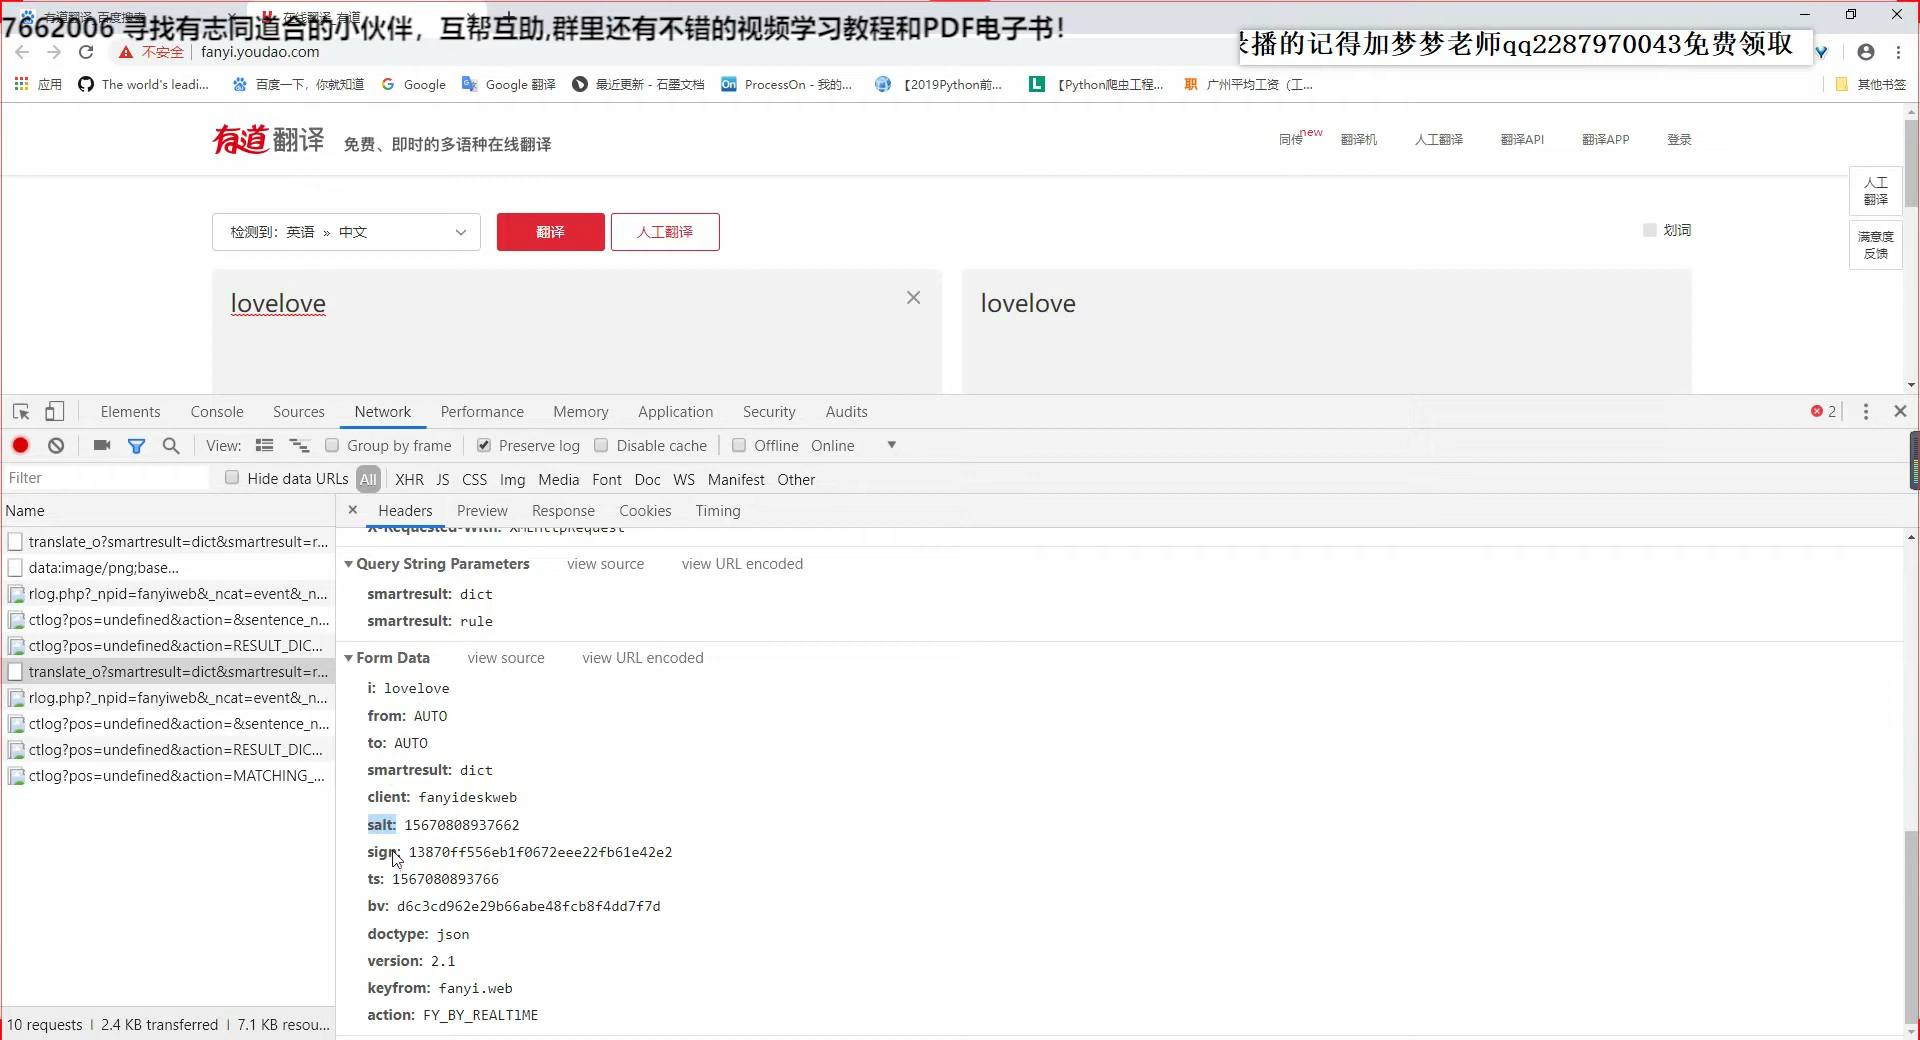 7662006 寻找有志同道合的小伙伴，互帮互助,群里还有不错的视频学习教程和PDF电子书！
播的记得加梦梦老师qq2287970043免费领取
不安全 fanyi.youdao.com
应用 The world's leadi... 百度一下，你就知道 Google Google 翻译 最近更新 - 石墨文档 ProcessOn - 我的... 【2019Python前... 【Python爬虫工程... 广州平均工资（工... 其他书签
有道翻译 免费、即时的多语种在线翻译 同传new 翻译机 人工翻译 翻译API 翻译APP 登录
人工
翻译
检测到：英语 » 中文 翻译 人工翻译 划词
满意度
反馈
lovelove lovelove
Elements Console Sources Network Performance Memory Application Security Audits 2
View: Group by frame Preserve log Disable cache Offline Online
Filter Hide data URLs All XHR JS CSS Img Media Font Doc WS Manifest Other
Name Headers Preview Response Cookies Timing
translate_o?smartresult=dict&smartresult=r...
data:image/png;base...
rlog.php?_npid=fanyiweb&_ncat=event&_n...
ctlog?pos=undefined&action=&sentence_n...
ctlog?pos=undefined&action=RESULT_DIC...
translate_o?smartresult=dict&smartresult=r...
rlog.php?_npid=fanyiweb&_ncat=event&_n...
ctlog?pos=undefined&action=&sentence_n...
ctlog?pos=undefined&action=RESULT_DIC...
ctlog?pos=undefined&action=MATCHING_...
10 requests | 2.4 KB transferred | 7.1 KB resou...
X-Requested-With: XMLHttpRequest
Query String Parameters view source view URL encoded
smartresult: dict
smartresult: rule
Form Data view source view URL encoded
i: lovelove
from: AUTO
to: AUTO
smartresult: dict
client: fanyideskweb
salt: 15670808937662
sign: 13870ff556eb1f0672eee22fb61e42e2
ts: 1567080893766
bv: d6c3cd962e29b66abe48fcb8f4dd7f7d
doctype: json
version: 2.1
keyfrom: fanyi.web
action: FY_BY_REALTlME